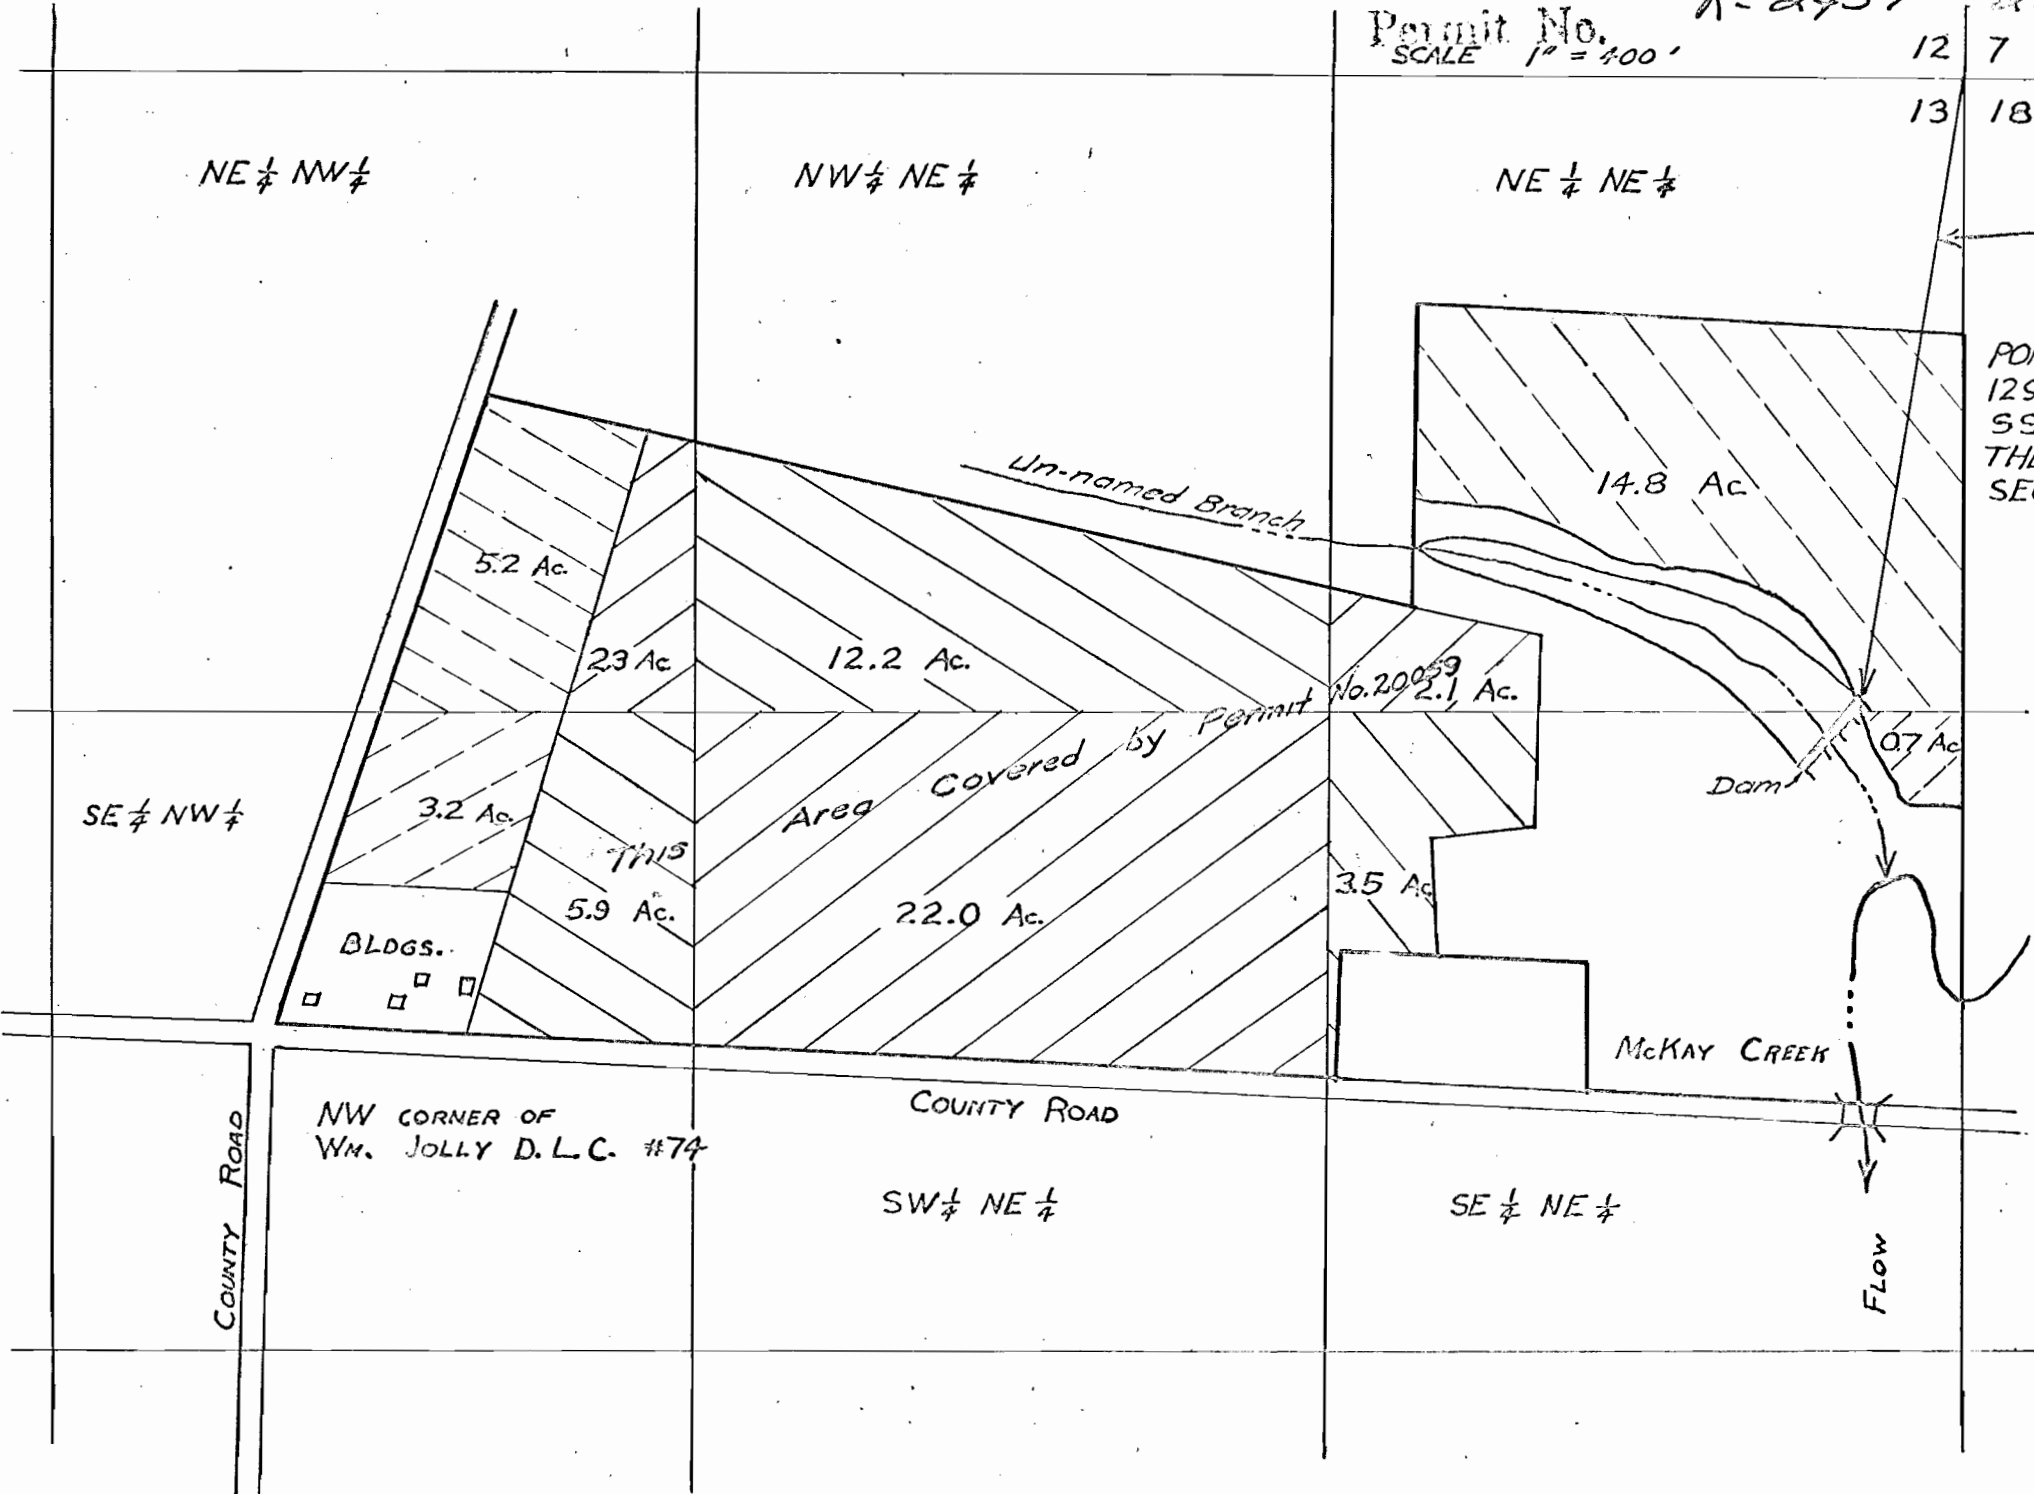 Permit No.
SCALE 1" = 400'
12 7
13 18
NE 1/4 NW 1/4
NW 1/4 NE 1/4
NE 1/4 NE 1/4
Un-named Branch
14.8 Ac
5.2 Ac.
2.3 Ac
12.2 Ac.
2.1 Ac.
This Area Covered by Permit No. 20059
0.7 Ac
Dam
SE 1/4 NW 1/4
3.2 Ac.
5.9 Ac.
22.0 Ac.
3.5 Ac
BLDGS.
McKAY CREEK
COUNTY ROAD
NW CORNER OF
WM. JOLLY D.L.C. #74
COUNTY ROAD
SW 1/4 NE 1/4
SE 1/4 NE 1/4
FLOW